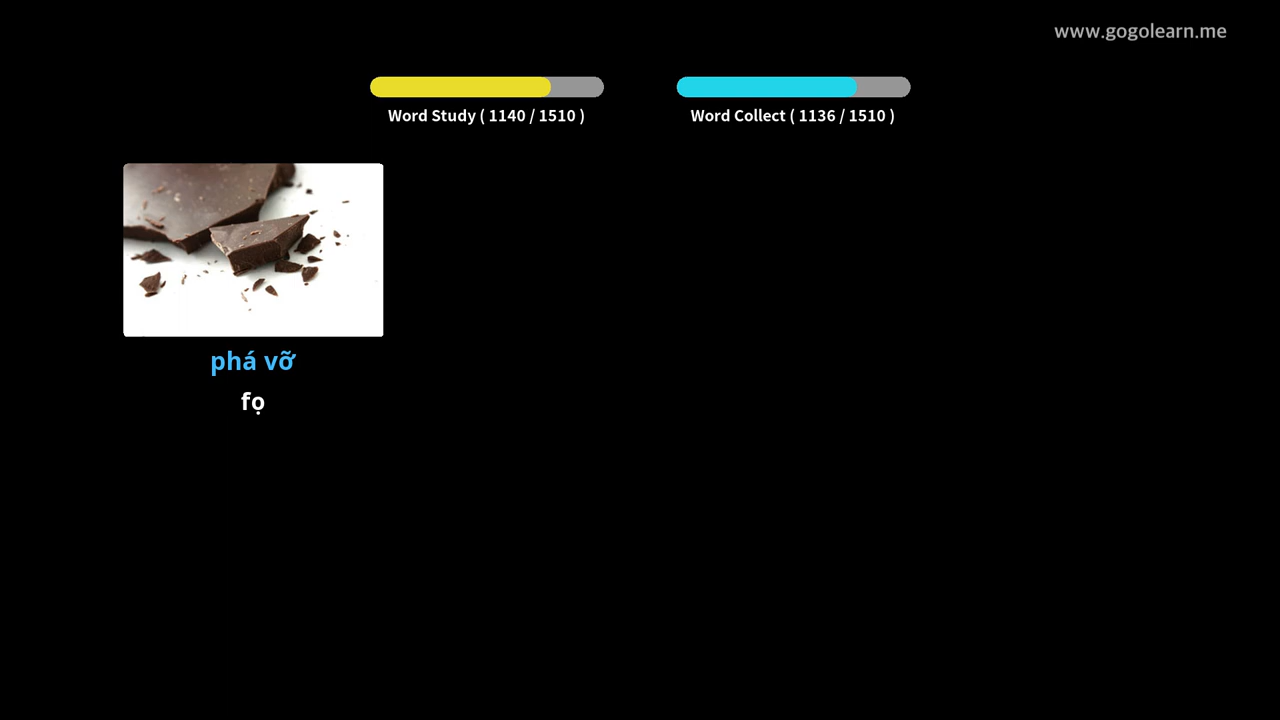 www.gogolearn.me
Word Study ( 1140 / 1510 )
Word Collect ( 1136 / 1510 )
phá vỡ
fọ